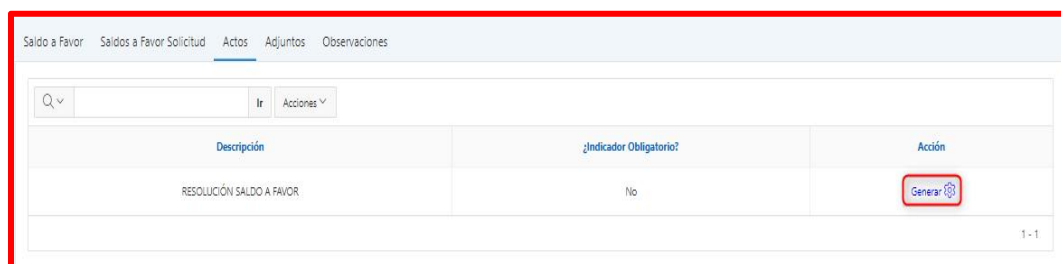 Saldo a Favor Saldos a Favor Solicitud Actos Adjuntos Observaciones
Ir Acciones
Descripción ¿Indicador Obligatorio? Acción
RESOLUCIÓN SALDO A FAVOR No Generar
1 - 1